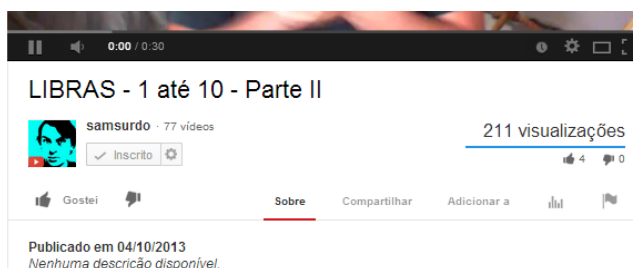 0:00 / 0:30
LIBRAS - 1 até 10 - Parte II
samsurdo · 77 vídeos
Inscrito
211 visualizações
4 0
Gostei
Sobre Compartilhar Adicionar a
Publicado em 04/10/2013
Nenhuma descrição disponível.